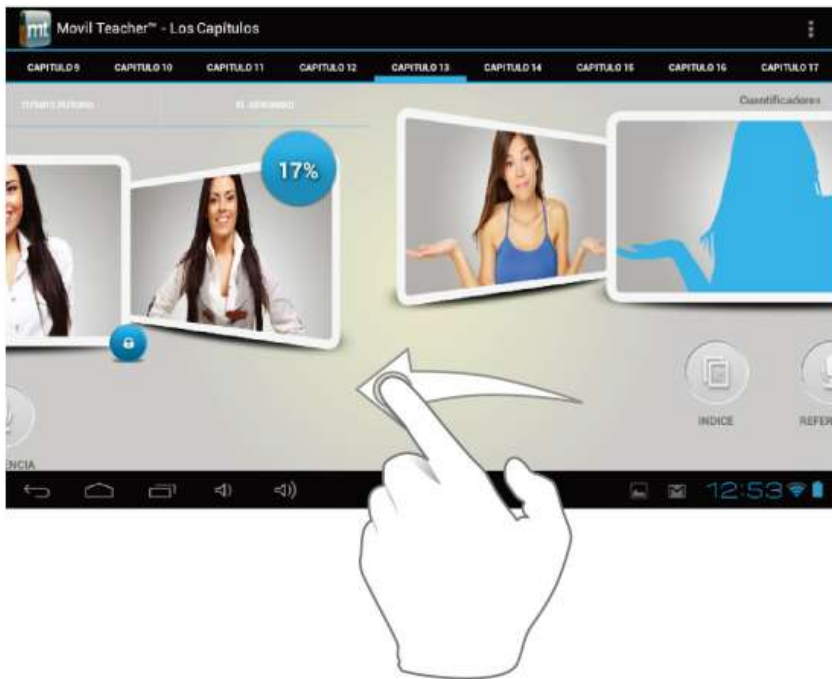 mt Movil Teacher™ - Los Capítulos
CAPITULO 9 CAPITULO 10 CAPITULO 11 CAPITULO 12 CAPITULO 13 CAPITULO 14 CAPITULO 15 CAPITULO 16 CAPITULO 17
Cuantificadores
17%
INDICE
REFER
ENCIA
12:53